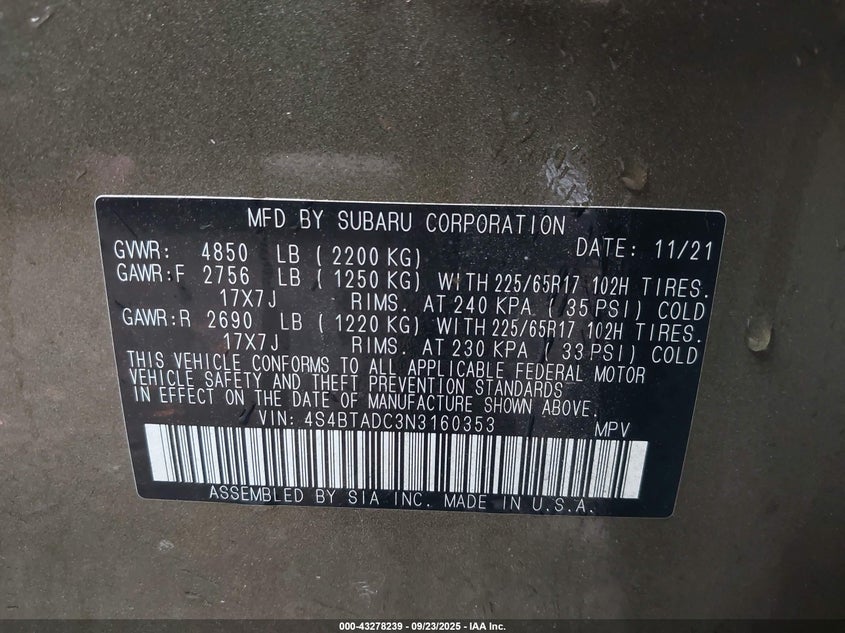 MFD BY SUBARU CORPORATION
GVWR: 4850 LB (2200 KG) DATE: 11/21
GAWR:F 2756 LB (1250 KG) WITH 225/65R17 102H TIRES.
17X7J RIMS. AT 240 KPA (35 PSI) COLD
GAWR:R 2690 LB (1220 KG) WITH 225/65R17 102H TIRES.
17X7J RIMS. AT 230 KPA (33 PSI) COLD
THIS VEHICLE CONFORMS TO ALL APPLICABLE FEDERAL MOTOR
VEHICLE SAFETY AND THEFT PREVENTION STANDARDS
IN EFFECT ON THE DATE OF MANUFACTURE SHOWN ABOVE.
VIN: 4S4BTADC3N3160353 MPV
ASSEMBLED BY SIA INC. MADE IN U.S.A.
000-43278239 - 09/23/2025 - IAA Inc.